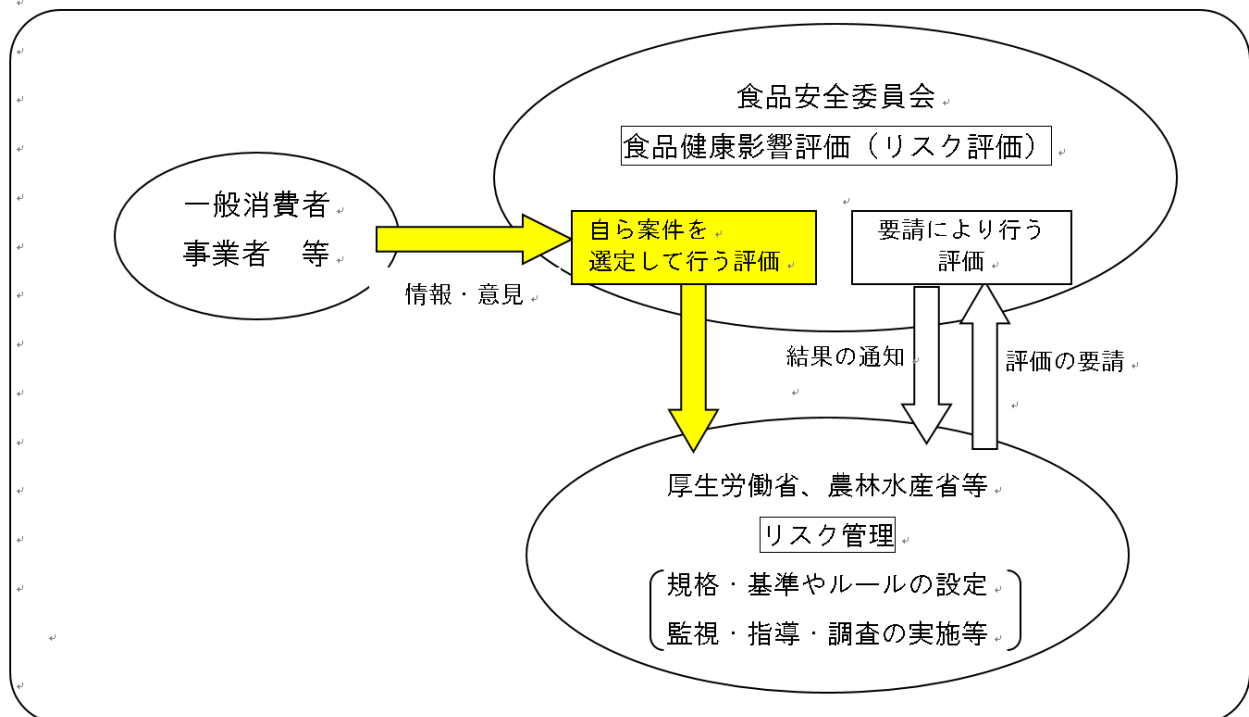 食品安全委員会
食品健康影響評価（リスク評価）
一般消費者
事業者　等
情報・意見
自ら案件を
選定して行う評価
要請により行う
評価
結果の通知
評価の要請
厚生労働省、農林水産省等
リスク管理
規格・基準やルールの設定
監視・指導・調査の実施等